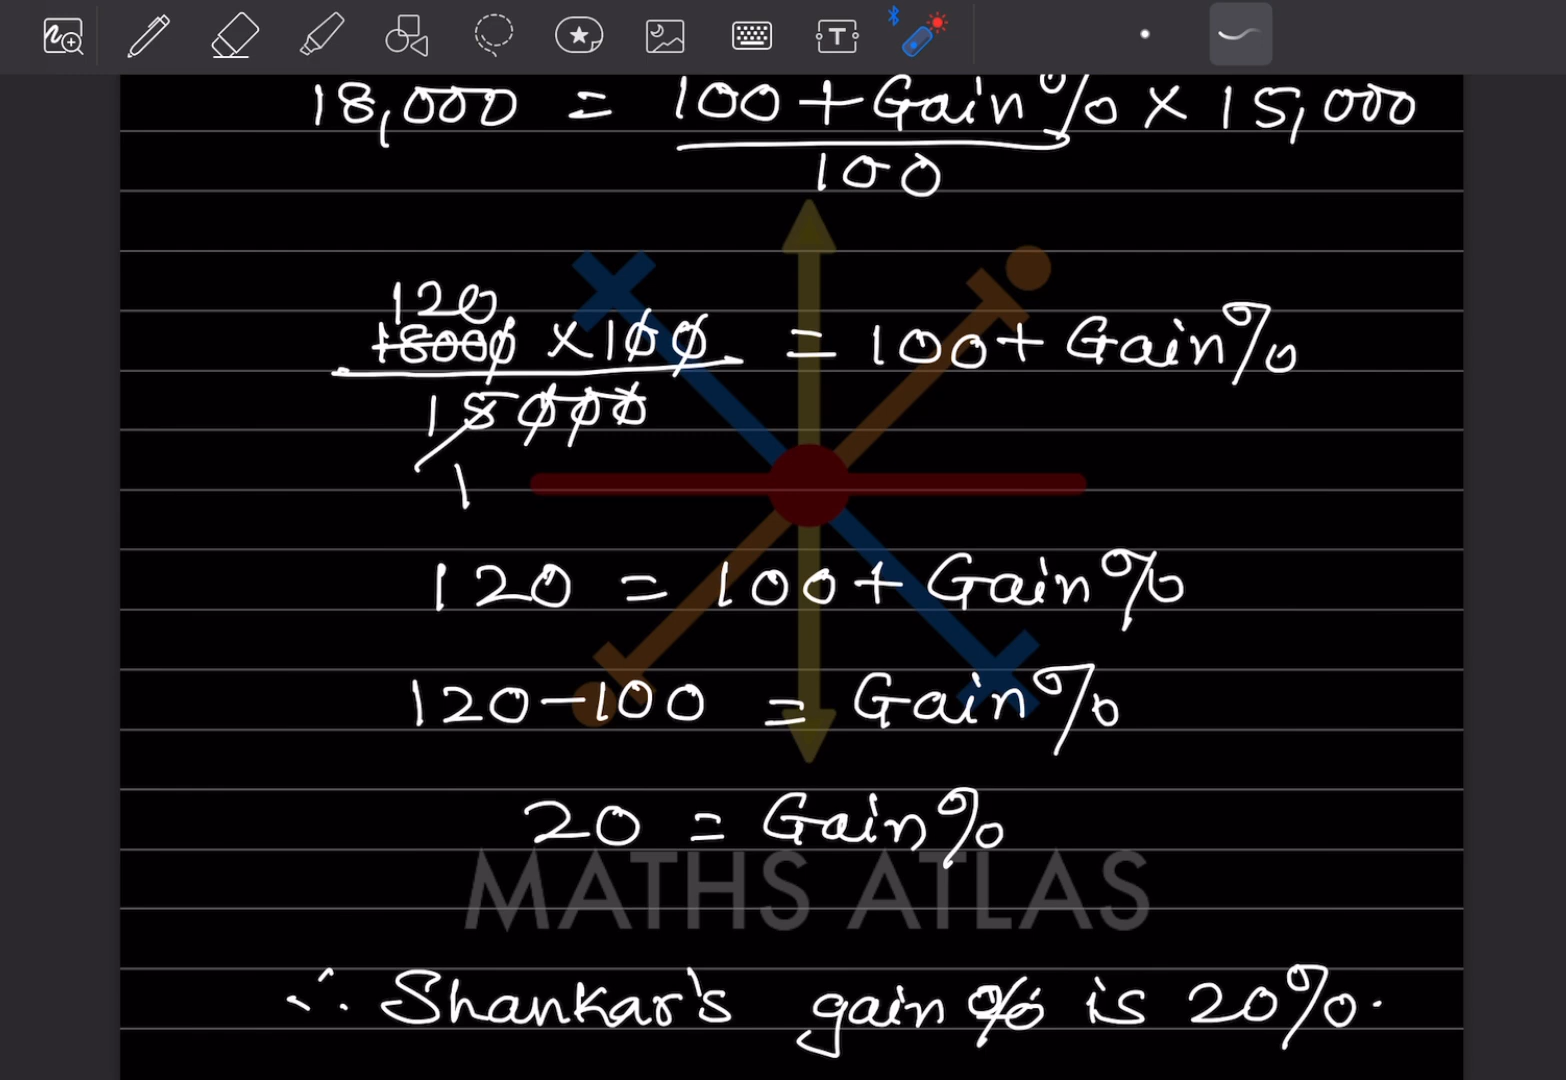 18,000 = 100 + Gain% × 15,000
100
120
18000 × 100 = 100 + Gain%
15000
1
120 = 100 + Gain%
120 - 100 = Gain%
20 = Gain%
MATHS ATLAS
∴ Shankar's gain % is 20%.